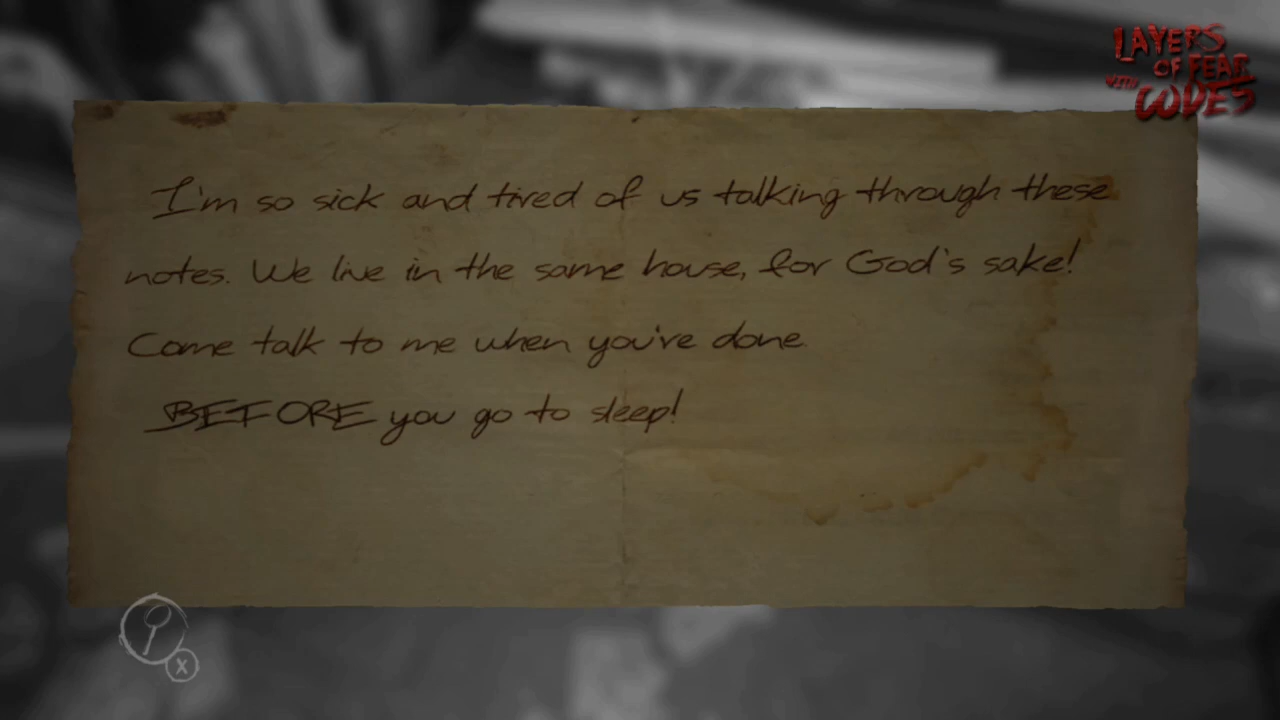 LAYERS
OF FEAR
WITH
CODEZ
I'm so sick and tired of us talking through these
notes. We live in the same house, for God's sake!
Come talk to me when you're done.
BEFORE you go to sleep!
X